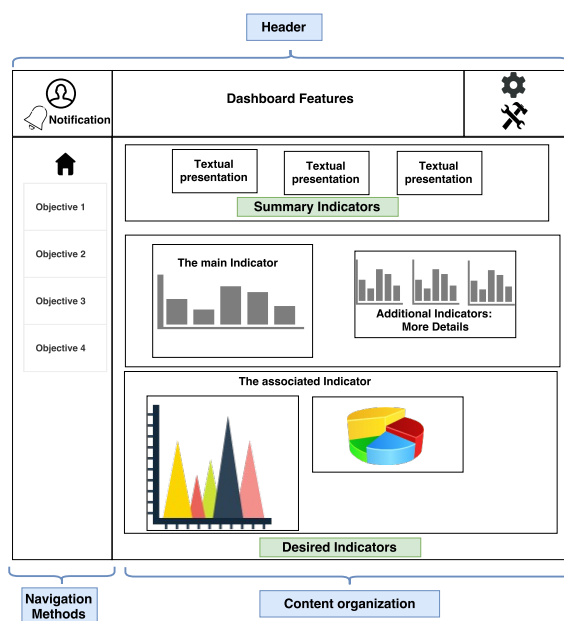 Header
Notification
Dashboard Features
Objective 1
Objective 2
Objective 3
Objective 4
Textual
presentation
Textual
presentation
Textual
presentation
Summary Indicators
The main Indicator
Additional Indicators:
More Details
The associated Indicator
Desired Indicators
Navigation
Methods
Content organization